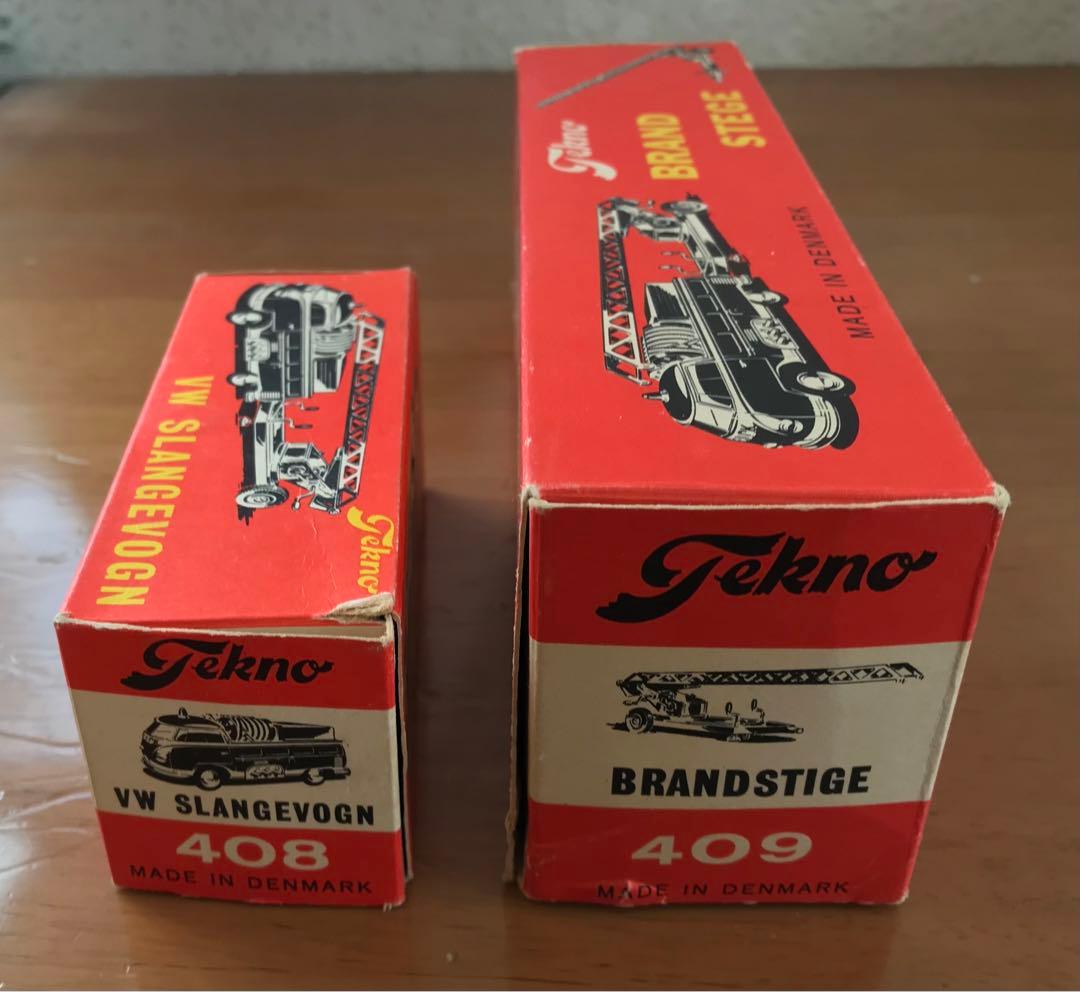 VW SLANGEVOGN
Tekno
Tekno
VW SLANGEVOGN
408
MADE IN DENMARK
Tekno
BRAND
STEGE
MADE IN DENMARK
Tekno
BRANDSTIGE
409
MADE IN DENMARK